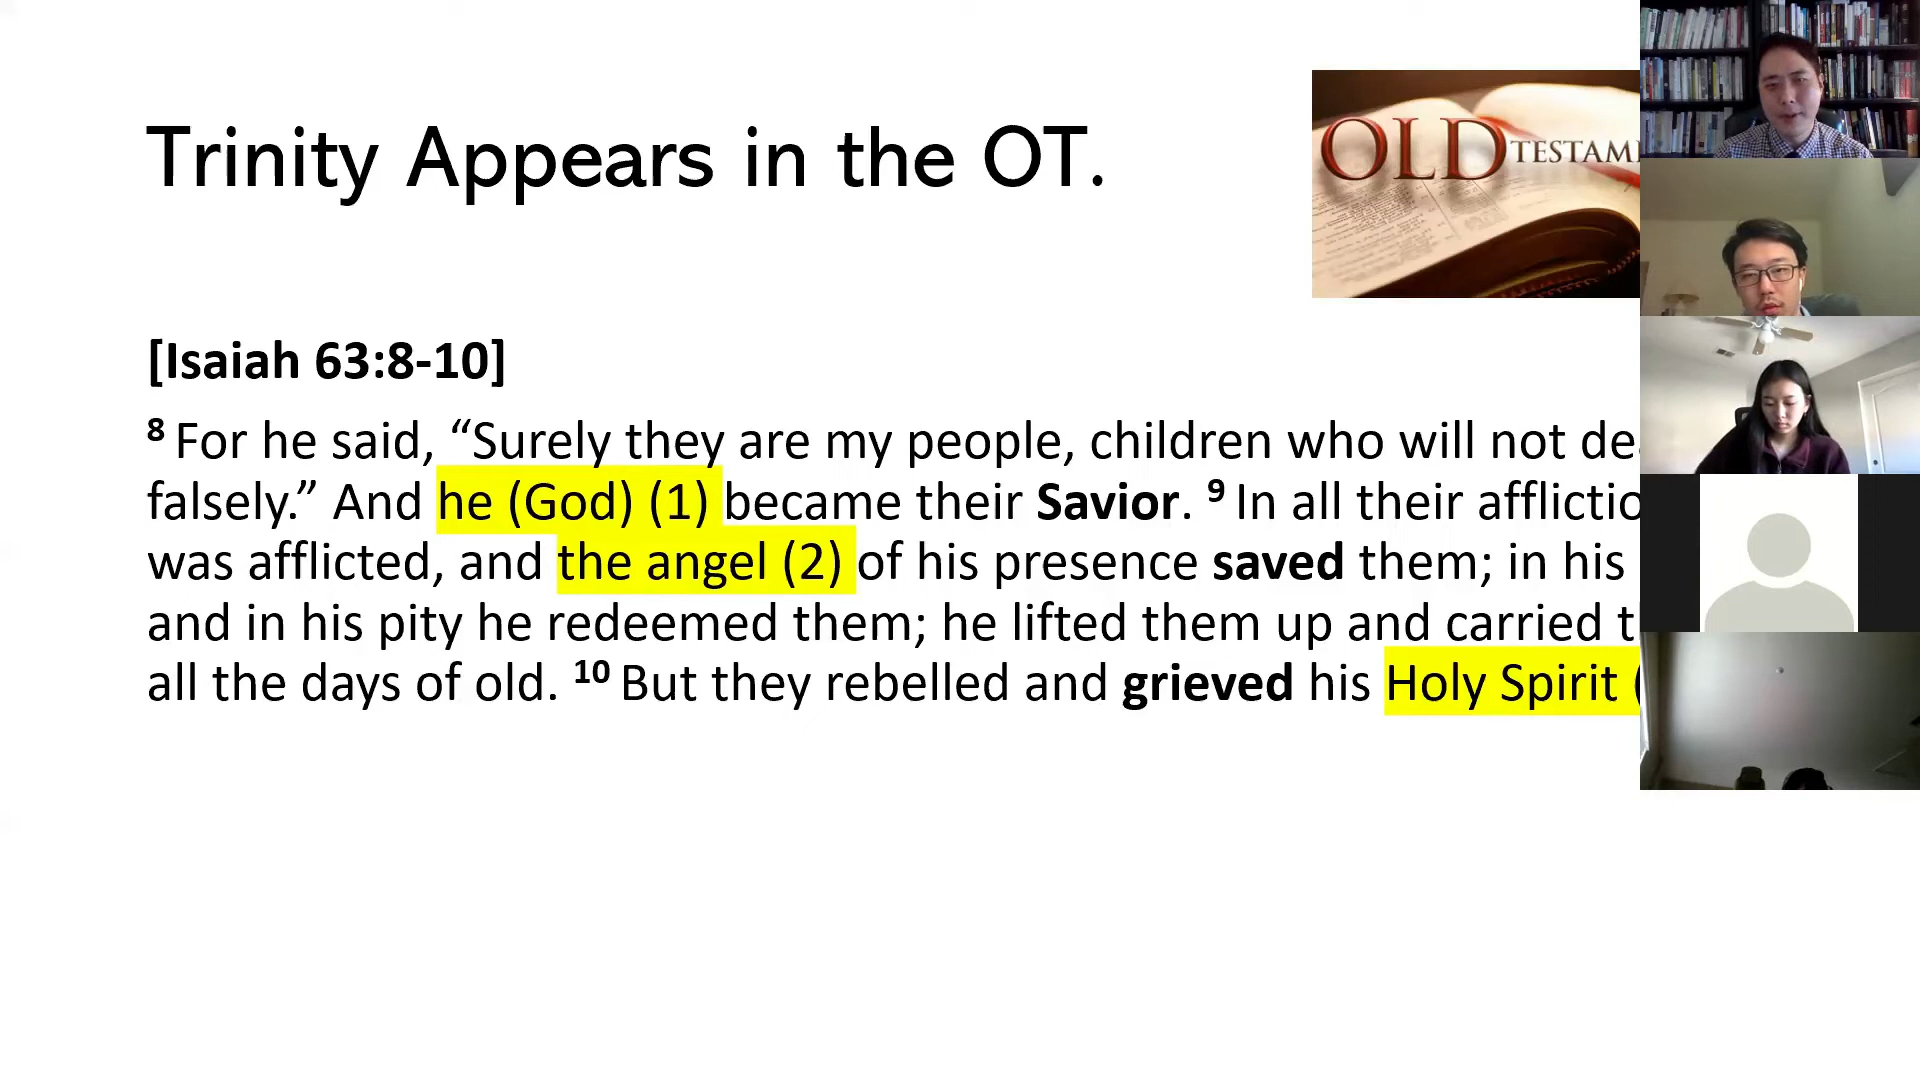 Trinity Appears in the OT.
OLD TESTAM
[Isaiah 63:8-10]
8 For he said, “Surely they are my people, children who will not de
falsely.” And he (God) (1) became their Savior. 9 In all their afflictio
was afflicted, and the angel (2) of his presence saved them; in his
and in his pity he redeemed them; he lifted them up and carried t
all the days of old. 10 But they rebelled and grieved his Holy Spirit (